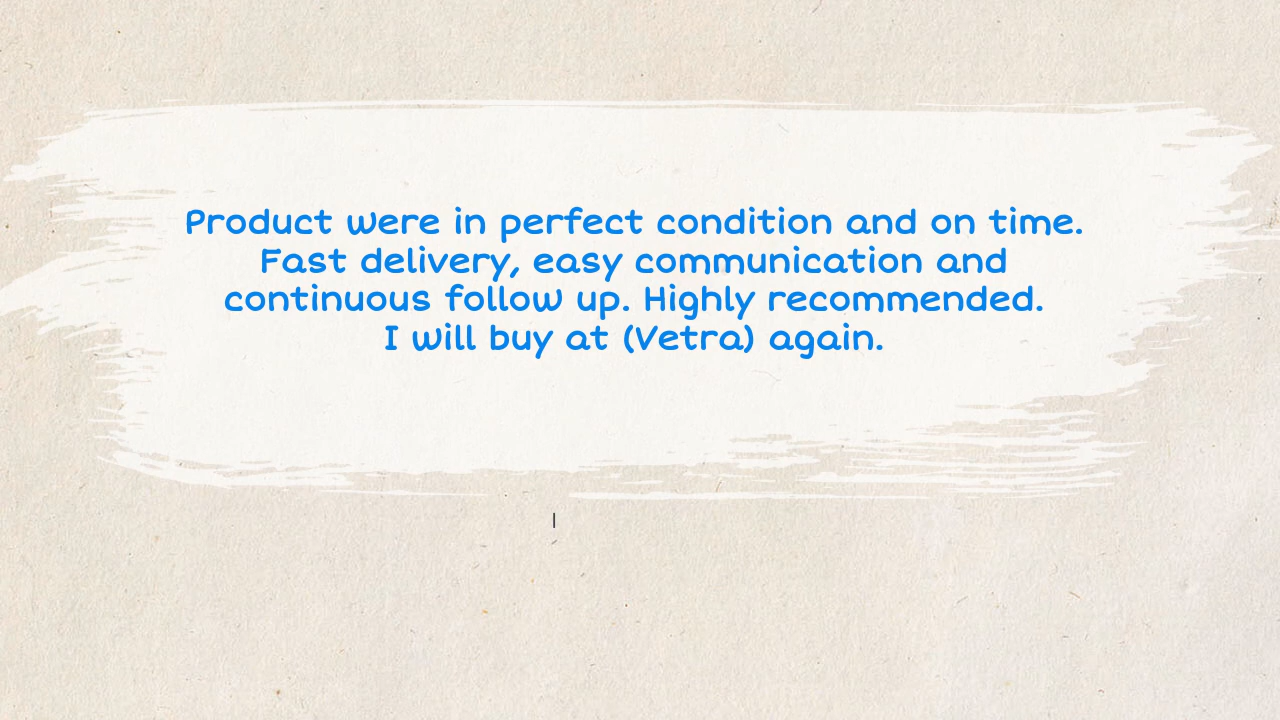 Product were in perfect condition and on time.
Fast delivery, easy communication and
continuous follow up. Highly recommended.
I will buy at (Vetra) again.